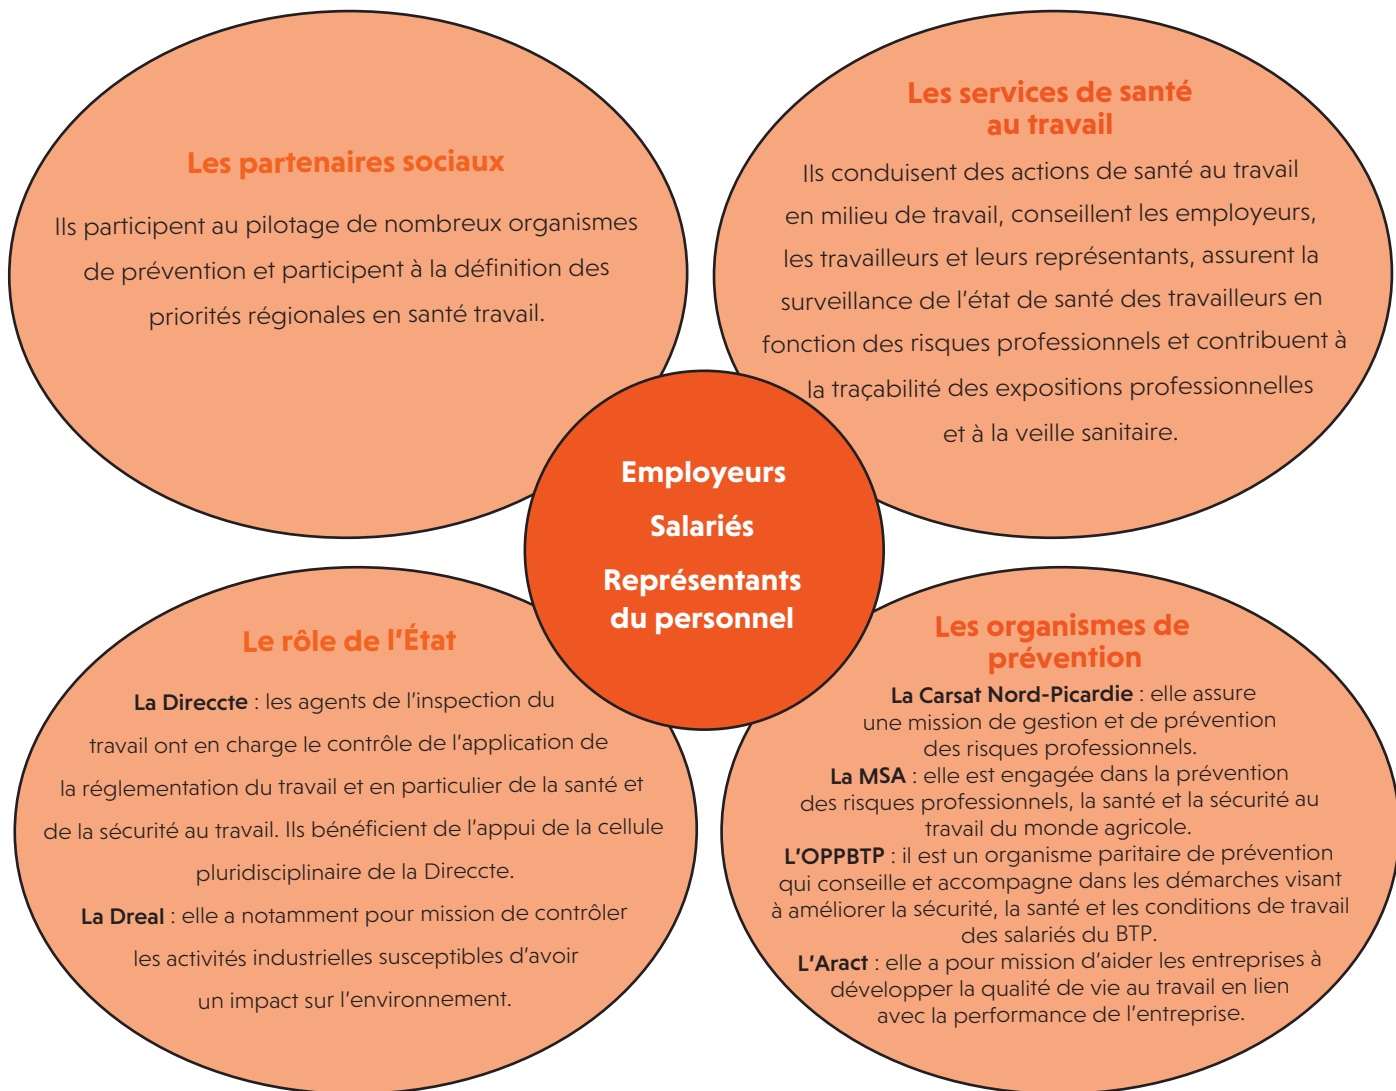 Les partenaires sociaux
Ils participent au pilotage de nombreux organismes
de prévention et participent à la définition des
priorités régionales en santé travail.
Les services de santé
au travail
Ils conduisent des actions de santé au travail
en milieu de travail, conseillent les employeurs,
les travailleurs et leurs représentants, assurent la
surveillance de l'état de santé des travailleurs en
fonction des risques professionnels et contribuent à
la traçabilité des expositions professionnelles
et à la veille sanitaire.
Employeurs
Salariés
Représentants
du personnel
Le rôle de l'État
La Direccte : les agents de l'inspection du
travail ont en charge le contrôle de l'application de
la réglementation du travail et en particulier de la santé et
de la sécurité au travail. Ils bénéficient de l'appui de la cellule
pluridisciplinaire de la Direccte.
La Dreal : elle a notamment pour mission de contrôler
les activités industrielles susceptibles d'avoir
un impact sur l'environnement.
Les organismes de
prévention
La Carsat Nord-Picardie : elle assure
une mission de gestion et de prévention
des risques professionnels.
La MSA : elle est engagée dans la prévention
des risques professionnels, la santé et la sécurité au
travail du monde agricole.
L'OPPBTP : il est un organisme paritaire de prévention
qui conseille et accompagne dans les démarches visant
à améliorer la sécurité, la santé et les conditions de travail
des salariés du BTP.
L'Aract : elle a pour mission d'aider les entreprises à
développer la qualité de vie au travail en lien
avec la performance de l'entreprise.